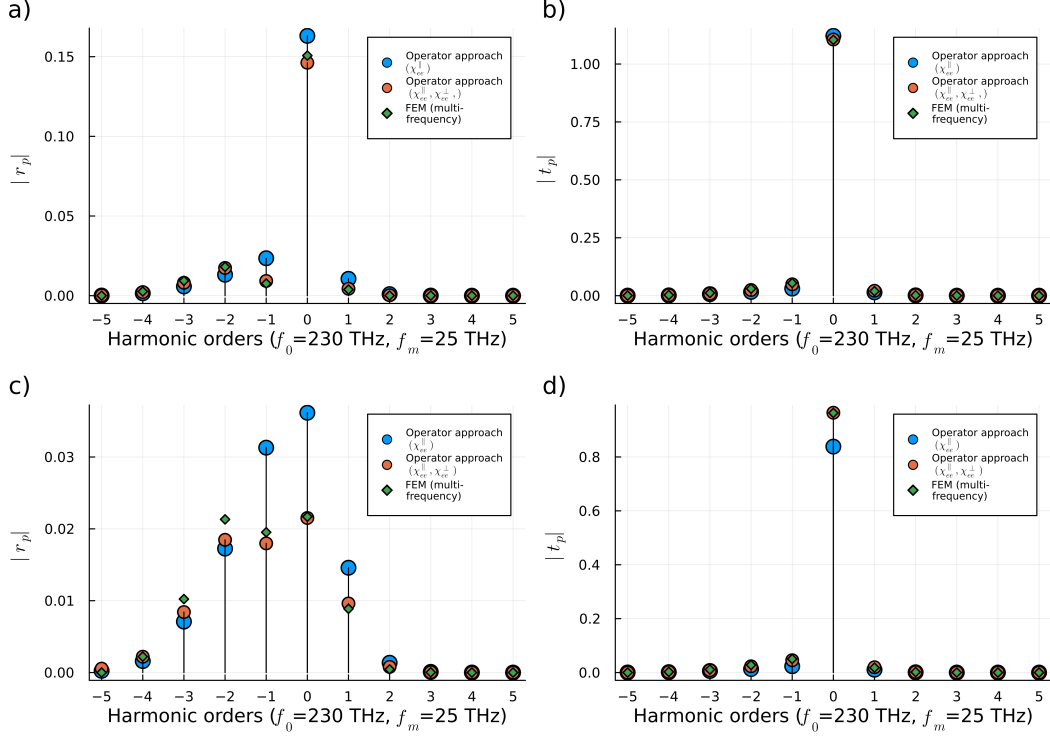 a)
0.15
0.10
0.05
0.00
| r_p |
−5 −4 −3 −2 −1 0 1 2 3 4 5
Harmonic orders (f_0=230 THz, f_m=25 THz)
Operator approach
(χ_ee^∥)
Operator approach
(χ_ee^∥, χ_ee^⊥,)
FEM (multi-
frequency)
b)
1.00
0.75
0.50
0.25
0.00
| t_p |
−5 −4 −3 −2 −1 0 1 2 3 4 5
Harmonic orders (f_0=230 THz, f_m=25 THz)
Operator approach
(χ_ee^∥)
Operator approach
(χ_ee^∥, χ_ee^⊥,)
FEM (multi-
frequency)
c)
0.03
0.02
0.01
0.00
| r_p |
−5 −4 −3 −2 −1 0 1 2 3 4 5
Harmonic orders (f_0=230 THz, f_m=25 THz)
Operator approach
(χ_ee^∥)
Operator approach
(χ_ee^∥, χ_ee^⊥)
FEM (multi-
frequency)
d)
0.8
0.6
0.4
0.2
0.0
| t_p |
−5 −4 −3 −2 −1 0 1 2 3 4 5
Harmonic orders (f_0=230 THz, f_m=25 THz)
Operator approach
(χ_ee^∥)
Operator approach
(χ_ee^∥, χ_ee^⊥)
FEM (multi-
frequency)